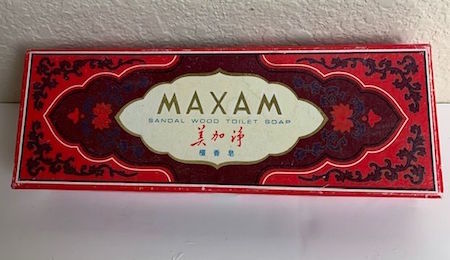 MAXAM
SANDAL WOOD TOILET SOAP
美加净
檀香皂